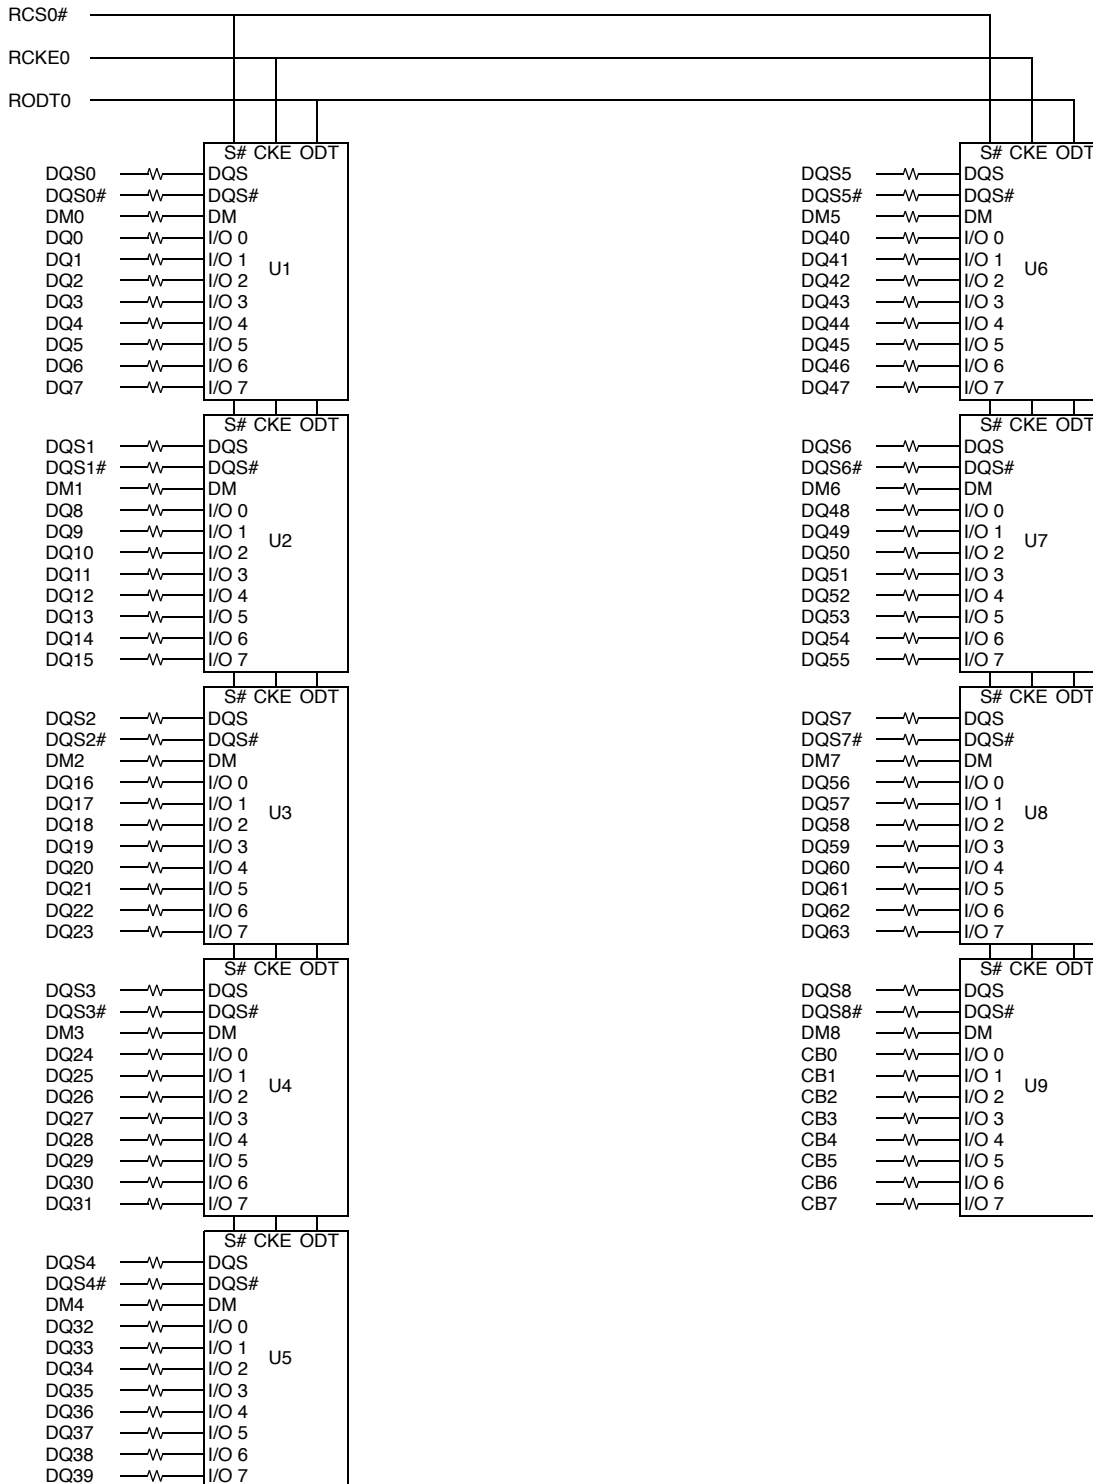 RCS0#
RCKE0
RODT0
S# CKE ODT
DQS0 DQS
DQS0# DQS#
DM0 DM
DQ0 I/O 0
DQ1 I/O 1
U1
DQ2 I/O 2
DQ3 I/O 3
DQ4 I/O 4
DQ5 I/O 5
DQ6 I/O 6
DQ7 I/O 7
S# CKE ODT
DQS1 DQS
DQS1# DQS#
DM1 DM
DQ8 I/O 0
DQ9 I/O 1
U2
DQ10 I/O 2
DQ11 I/O 3
DQ12 I/O 4
DQ13 I/O 5
DQ14 I/O 6
DQ15 I/O 7
S# CKE ODT
DQS2 DQS
DQS2# DQS#
DM2 DM
DQ16 I/O 0
DQ17 I/O 1
U3
DQ18 I/O 2
DQ19 I/O 3
DQ20 I/O 4
DQ21 I/O 5
DQ22 I/O 6
DQ23 I/O 7
S# CKE ODT
DQS3 DQS
DQS3# DQS#
DM3 DM
DQ24 I/O 0
DQ25 I/O 1
U4
DQ26 I/O 2
DQ27 I/O 3
DQ28 I/O 4
DQ29 I/O 5
DQ30 I/O 6
DQ31 I/O 7
S# CKE ODT
DQS4 DQS
DQS4# DQS#
DM4 DM
DQ32 I/O 0
DQ33 I/O 1
U5
DQ34 I/O 2
DQ35 I/O 3
DQ36 I/O 4
DQ37 I/O 5
DQ38 I/O 6
DQ39 I/O 7
S# CKE ODT
DQS5 DQS
DQS5# DQS#
DM5 DM
DQ40 I/O 0
DQ41 I/O 1
U6
DQ42 I/O 2
DQ43 I/O 3
DQ44 I/O 4
DQ45 I/O 5
DQ46 I/O 6
DQ47 I/O 7
S# CKE ODT
DQS6 DQS
DQS6# DQS#
DM6 DM
DQ48 I/O 0
DQ49 I/O 1
U7
DQ50 I/O 2
DQ51 I/O 3
DQ52 I/O 4
DQ53 I/O 5
DQ54 I/O 6
DQ55 I/O 7
S# CKE ODT
DQS7 DQS
DQS7# DQS#
DM7 DM
DQ56 I/O 0
DQ57 I/O 1
U8
DQ58 I/O 2
DQ59 I/O 3
DQ60 I/O 4
DQ61 I/O 5
DQ62 I/O 6
DQ63 I/O 7
S# CKE ODT
DQS8 DQS
DQS8# DQS#
DM8 DM
CB0 I/O 0
CB1 I/O 1
U9
CB2 I/O 2
CB3 I/O 3
CB4 I/O 4
CB5 I/O 5
CB6 I/O 6
CB7 I/O 7